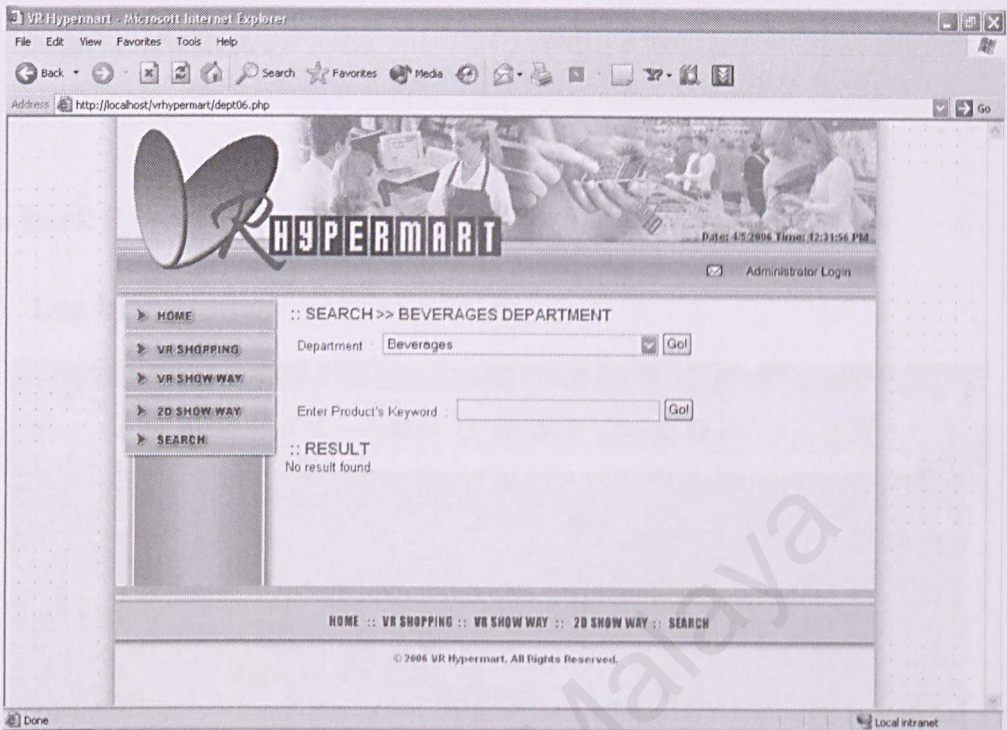 VR Hypermart - Microsoft Internet Explorer
File Edit View Favorites Tools Help
Back Search Favorites Media
Address http://localhost/vrhypermart/dept06.php Go
VR HYPERMART
Date: 4/5/2006 Time: 12:31:56 PM
Administrator Login
HOME
VR SHOPPING
VR SHOW WAY
2D SHOW WAY
SEARCH
:: SEARCH >> BEVERAGES DEPARTMENT
Department : Beverages Go!
Enter Product's Keyword : Go!
:: RESULT
No result found.
HOME :: VR SHOPPING :: VR SHOW WAY :: 2D SHOW WAY :: SEARCH
© 2006 VR Hypermart. All Rights Reserved.
Malaya
Done Local intranet